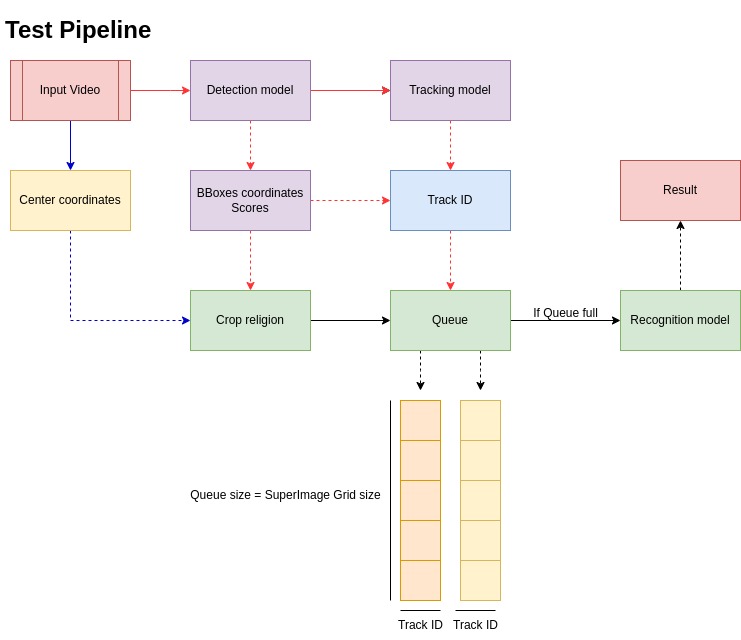 Test Pipeline
Input Video
Detection model
Tracking model
Center coordinates
BBoxes coordinates
Scores
Track ID
Result
Crop religion
Queue
If Queue full
Recognition model
Queue size = SuperImage Grid size
Track ID
Track ID